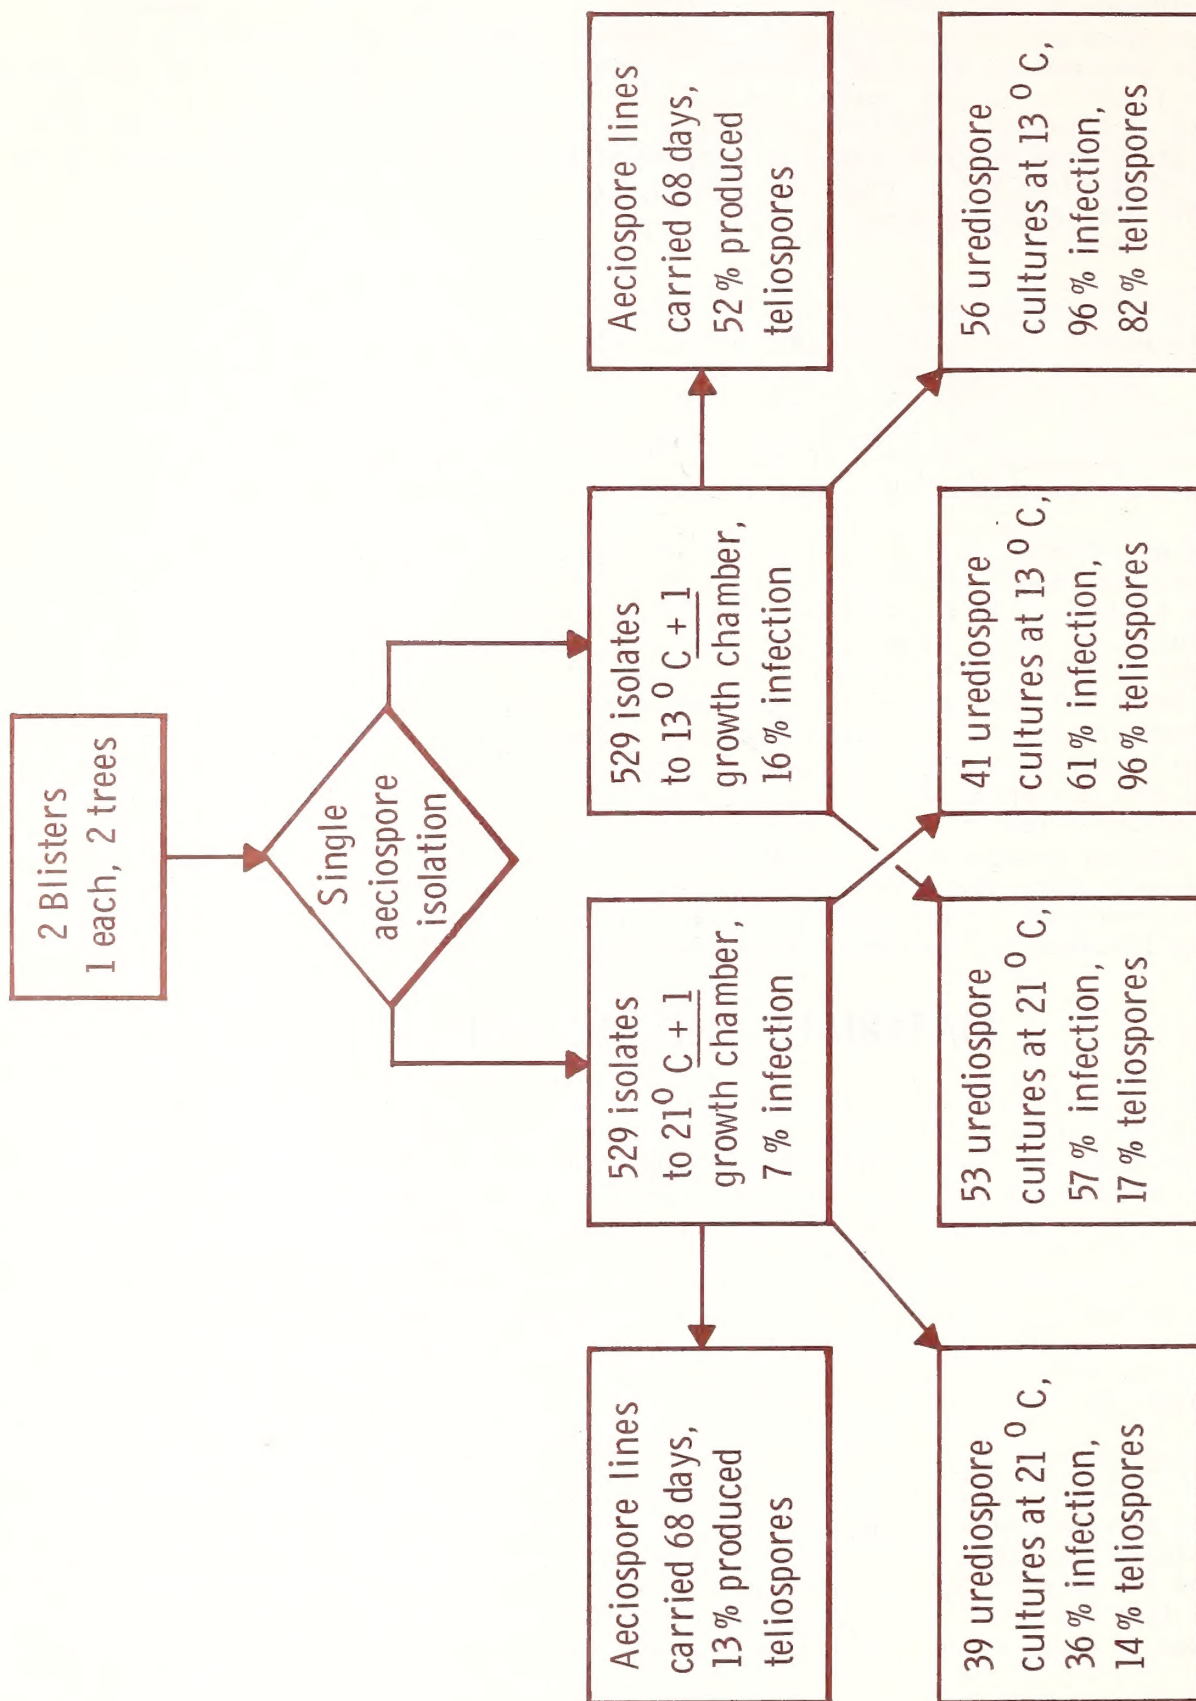 2 Blisters
1 each, 2 trees
Single
aeciospore
isolation
529 isolates
to 21° C + 1
growth chamber,
7 % infection
529 isolates
to 13 ° C + 1
growth chamber,
16 % infection
Aeciospore lines
carried 68 days,
13 % produced
teliospores
Aeciospore lines
carried 68 days,
52 % produced
teliospores
39 urediospore
cultures at 21 ° C,
36 % infection,
14 % teliospores
53 urediospore
cultures at 21 ° C,
57 % infection,
17 % teliospores
41 urediospore
cultures at 13 ° C,
61 % infection,
96 % teliospores
56 urediospore
cultures at 13 ° C,
96 % infection,
82 % teliospores